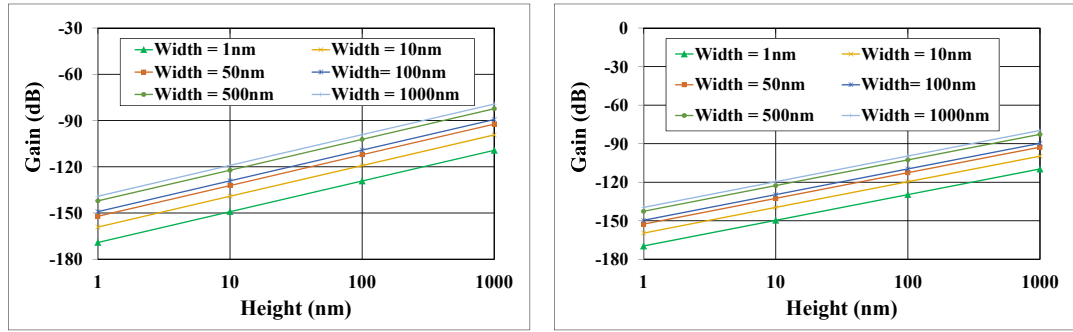 -30
-60
-90
-120
-150
-180
Gain (dB)
Width = 1nm
Width = 10nm
Width = 50nm
Width= 100nm
Width = 500nm
Width = 1000nm
1
10
100
1000
Height (nm)
0
-30
-60
-90
-120
-150
-180
Gain (dB)
Width = 1nm
Width = 10nm
Width = 50nm
Width = 100nm
Width = 500nm
Width = 1000nm
1
10
100
1000
Height (nm)